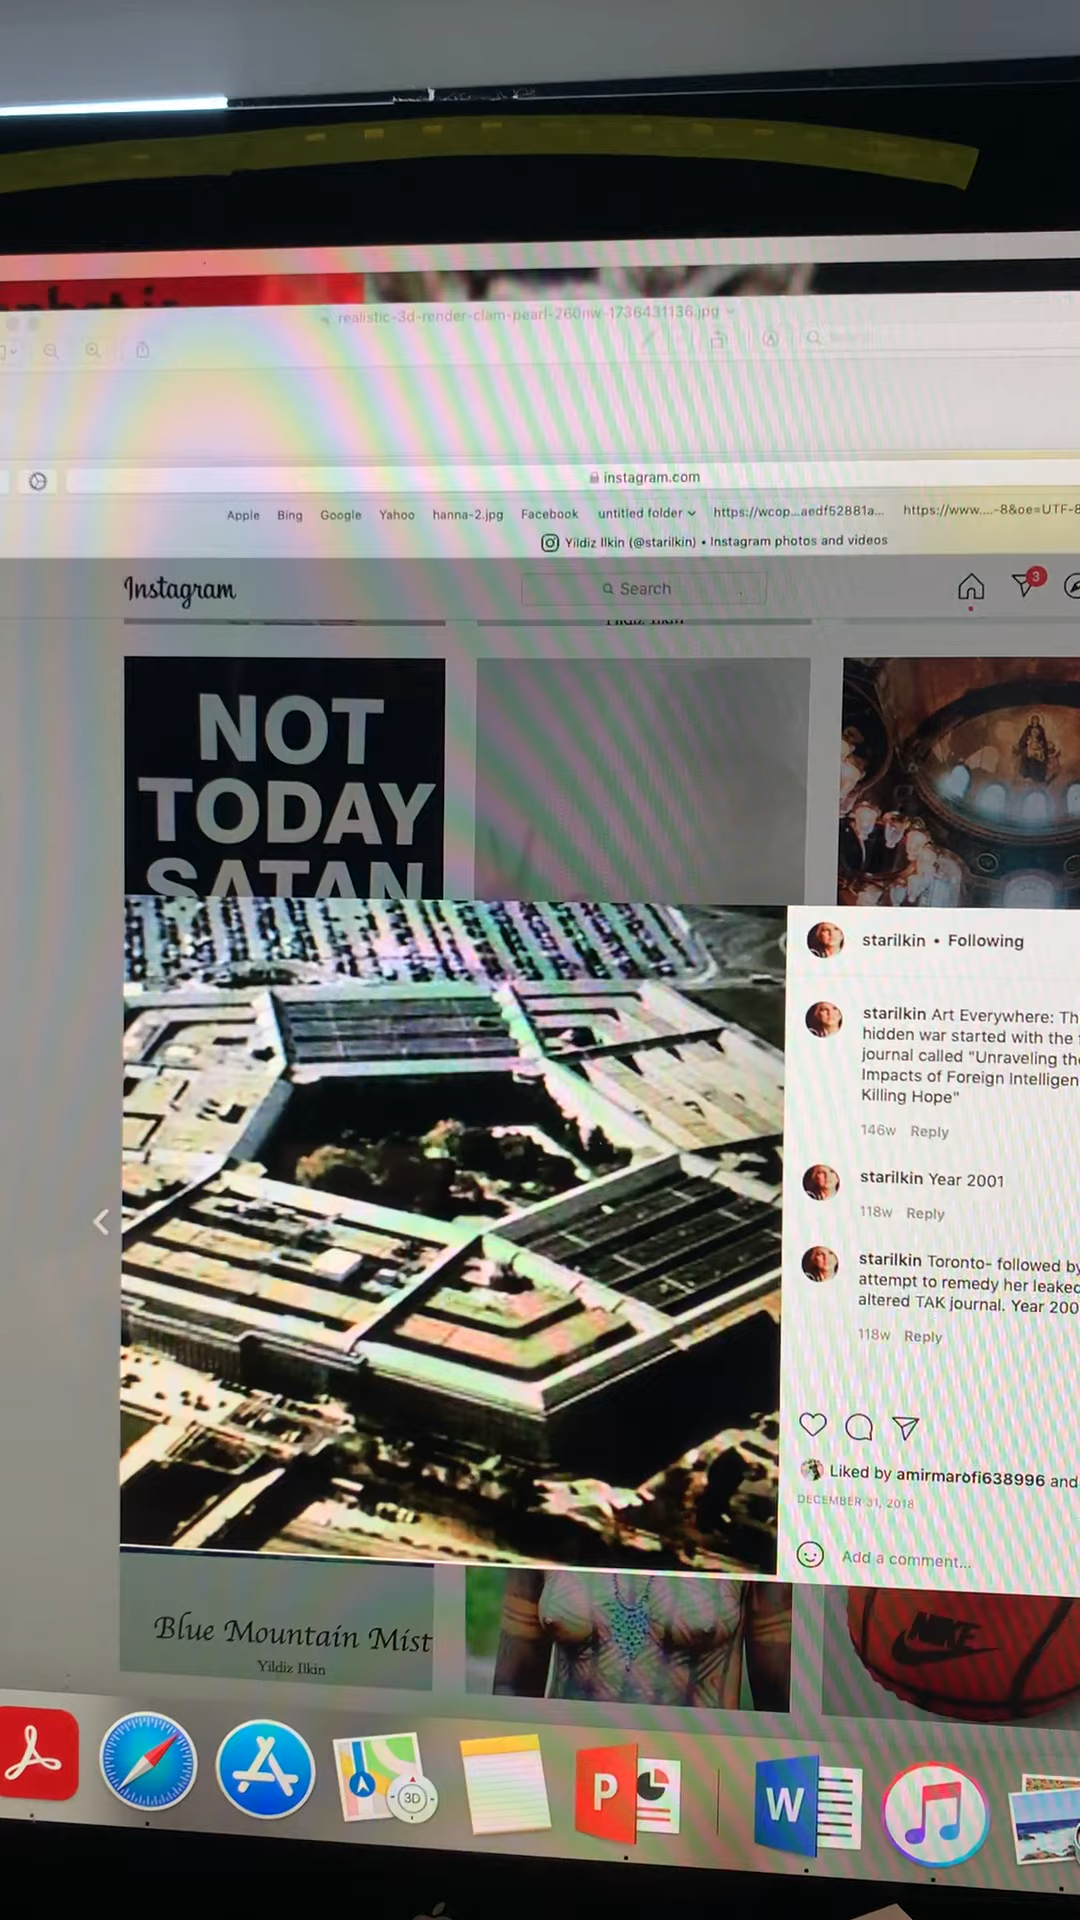 realistic-3d-render-clam-pearl-260nw-1736431136.jpg
instagram.com
Apple Bing Google Yahoo hanna-2.jpg Facebook untitled folder https://wcop...aedf52881a... https://www....-8&oe=UTF-8
Yildiz Ilkin (@starilkin) • Instagram photos and videos
Instagram
Search
3
NOT
TODAY
SATAN
starilkin • Following
starilkin Art Everywhere: Th
hidden war started with the
journal called "Unraveling the
Impacts of Foreign Intelligen
Killing Hope"
146w Reply
starilkin Year 2001
118w Reply
starilkin Toronto- followed by
attempt to remedy her leaked
altered TAK journal. Year 200
118w Reply
Liked by amirmarofi638996 and
DECEMBER 31, 2018
Add a comment...
Blue Mountain Mist
Yildiz Ilkin
NIKE
3D
P
W